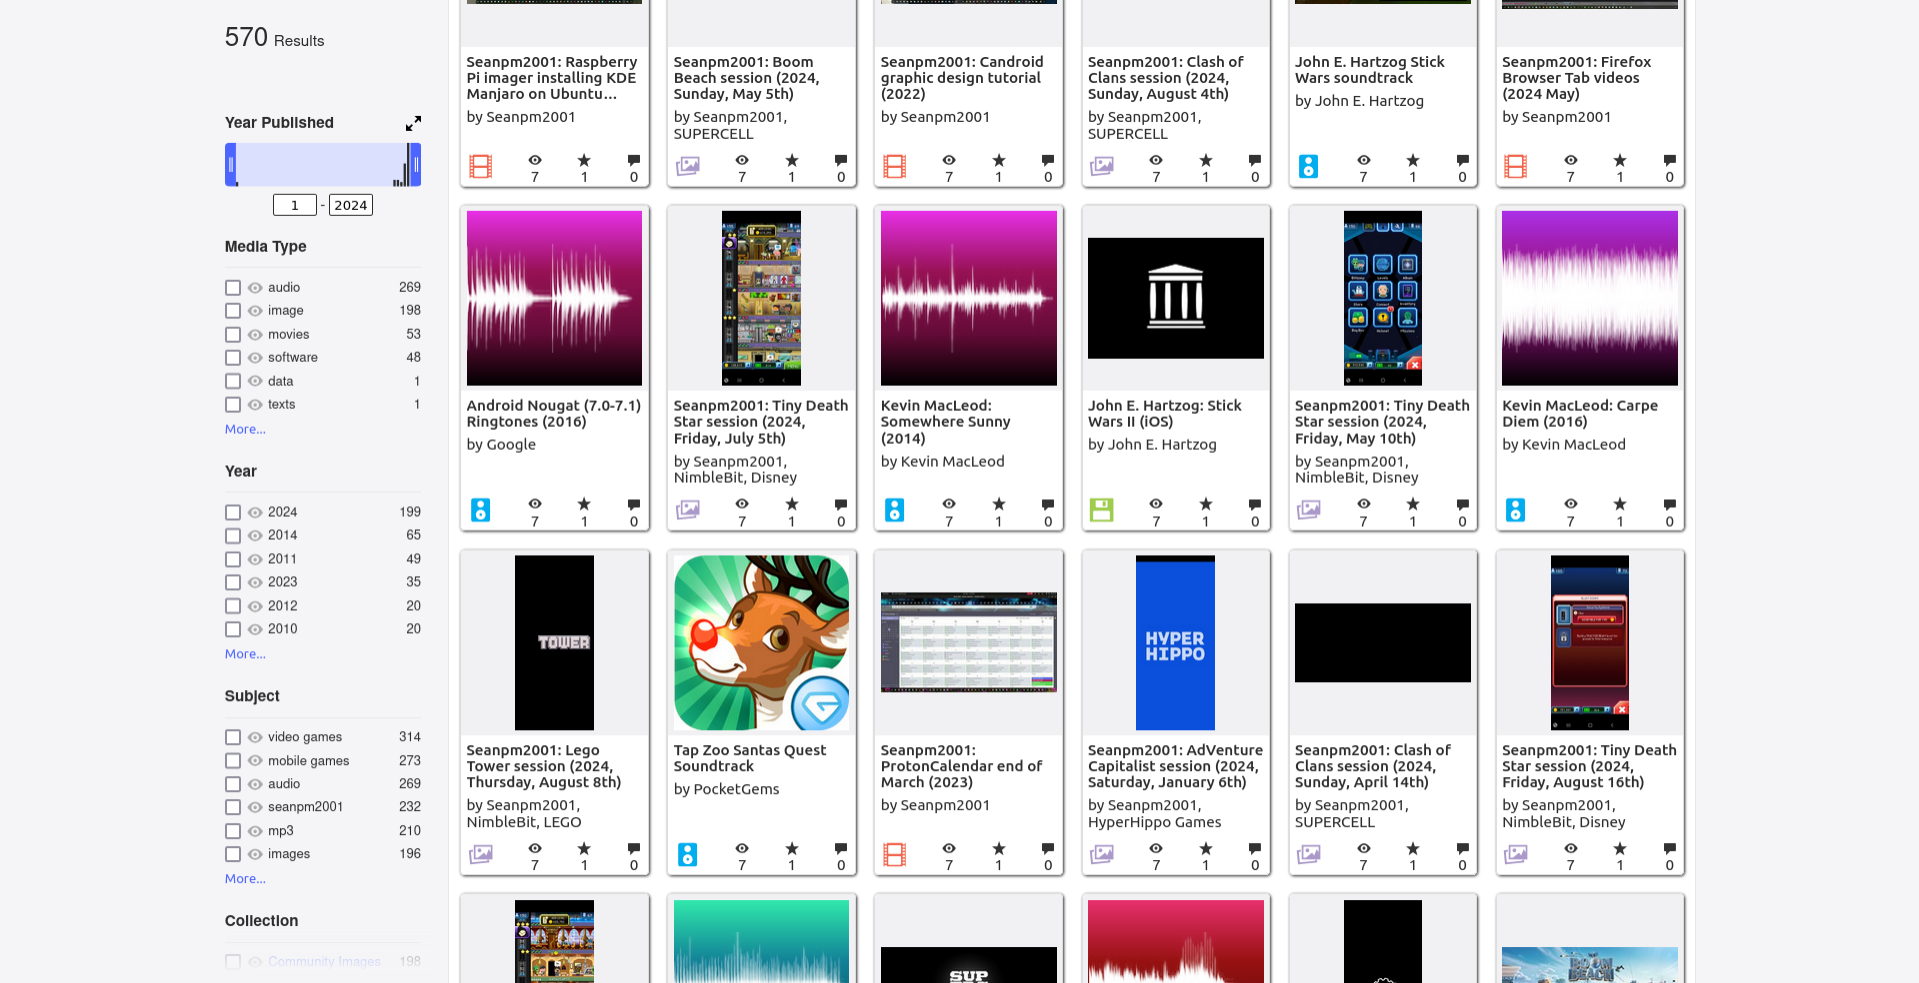 570 Results
Year Published
1 - 2024
Media Type
audio 269
image 198
movies 53
software 48
data 1
texts 1
More...
Year
2024 199
2014 65
2011 49
2023 35
2012 20
2010 20
More...
Subject
video games 314
mobile games 273
audio 269
seanpm2001 232
mp3 210
images 196
More...
Collection
Community Images 198
Seanpm2001: Raspberry
Pi imager installing KDE
Manjaro on Ubuntu...
by Seanpm2001
7 1 0
Seanpm2001: Boom
Beach session (2024,
Sunday, May 5th)
by Seanpm2001,
SUPERCELL
7 1 0
Seanpm2001: Candroid
graphic design tutorial
(2022)
by Seanpm2001
7 1 0
Seanpm2001: Clash of
Clans session (2024,
Sunday, August 4th)
by Seanpm2001,
SUPERCELL
7 1 0
John E. Hartzog Stick
Wars soundtrack
by John E. Hartzog
7 1 0
Seanpm2001: Firefox
Browser Tab videos
(2024 May)
by Seanpm2001
7 1 0
Android Nougat (7.0-7.1)
Ringtones (2016)
by Google
7 1 0
Seanpm2001: Tiny Death
Star session (2024,
Friday, July 5th)
by Seanpm2001,
NimbleBit, Disney
7 1 0
Kevin MacLeod:
Somewhere Sunny
(2014)
by Kevin MacLeod
7 1 0
John E. Hartzog: Stick
Wars II (iOS)
by John E. Hartzog
7 1 0
Seanpm2001: Tiny Death
Star session (2024,
Friday, May 10th)
by Seanpm2001,
NimbleBit, Disney
7 1 0
Kevin MacLeod: Carpe
Diem (2016)
by Kevin MacLeod
7 1 0
TOWER
Seanpm2001: Lego
Tower session (2024,
Thursday, August 8th)
by Seanpm2001,
NimbleBit, LEGO
7 1 0
Tap Zoo Santas Quest
Soundtrack
by PocketGems
7 1 0
Seanpm2001:
ProtonCalendar end of
March (2023)
by Seanpm2001
7 1 0
HYPER
HIPPO
Seanpm2001: AdVenture
Capitalist session (2024,
Saturday, January 6th)
by Seanpm2001,
HyperHippo Games
7 1 0
Seanpm2001: Clash of
Clans session (2024,
Sunday, April 14th)
by Seanpm2001,
SUPERCELL
7 1 0
Seanpm2001: Tiny Death
Star session (2024,
Friday, August 16th)
by Seanpm2001,
NimbleBit, Disney
7 1 0
SUP
BOOM
BEACH